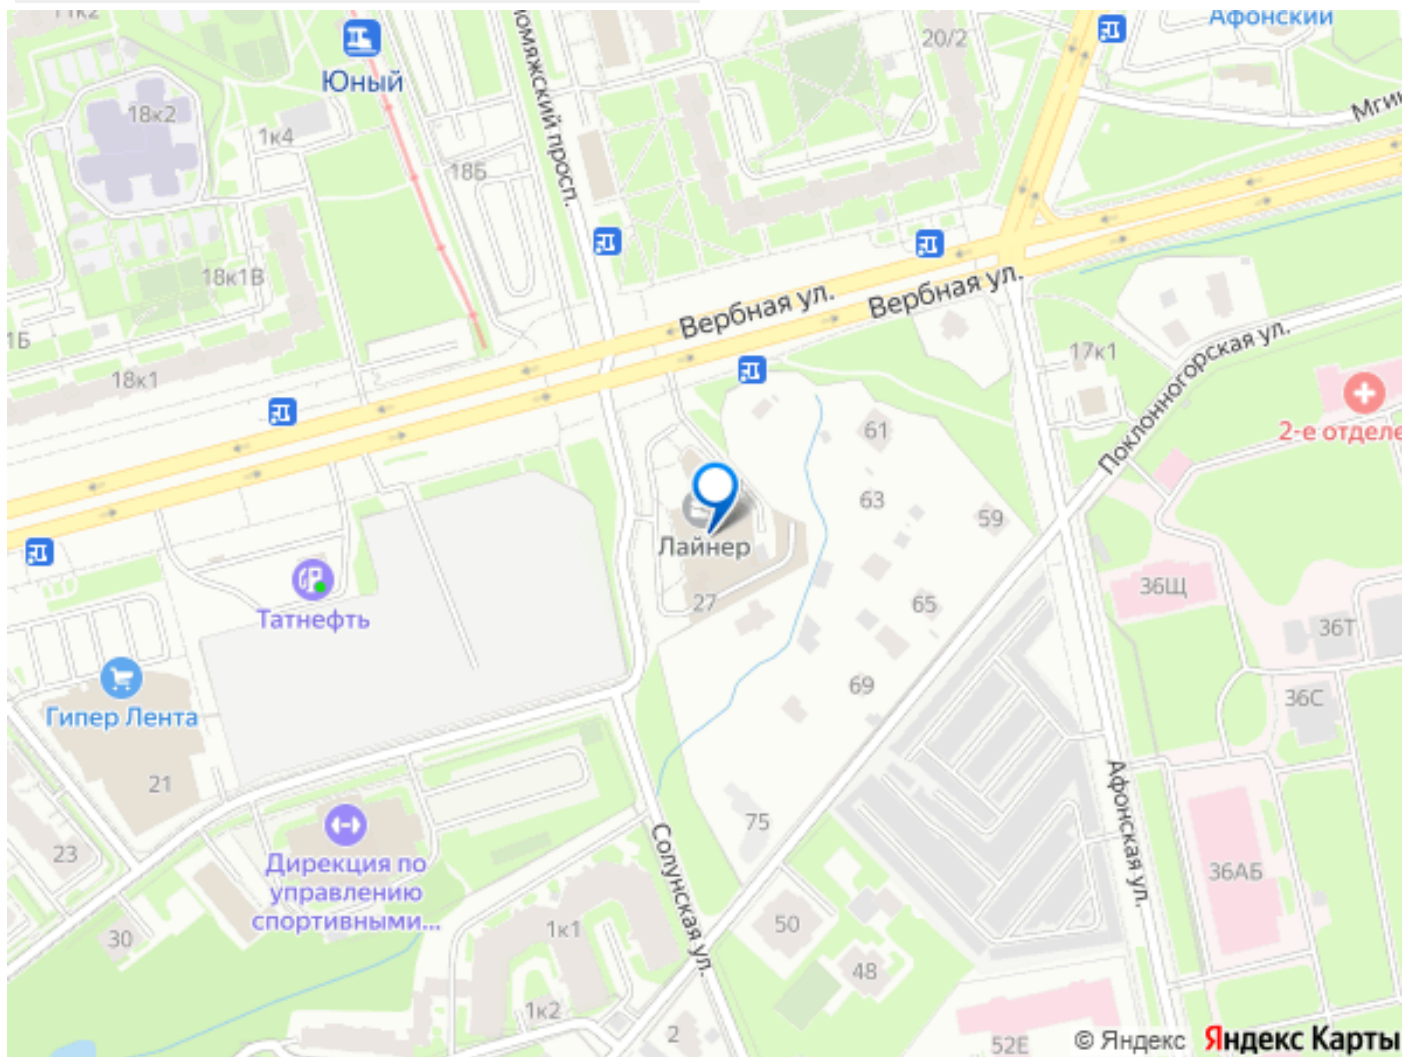 11к2
Юный
20/2
Афонский
18к2
1к4
18Б
омяжский просп.
Мгин
18к1В
Вербная ул.
Вербная ул.
1Б
18к1
17к1
Поклонногорская ул.
2-е отделе
61
63
59
Лайнер
27
65
36Щ
36Т
Татнефть
69
36С
Гипер Лента
21
75
Афонская ул.
23
Солунская ул.
Дирекция по
управлению
спортивными...
36АБ
30
1к1
50
48
1к2
2
52Е
© Яндекс Яндекс Карты